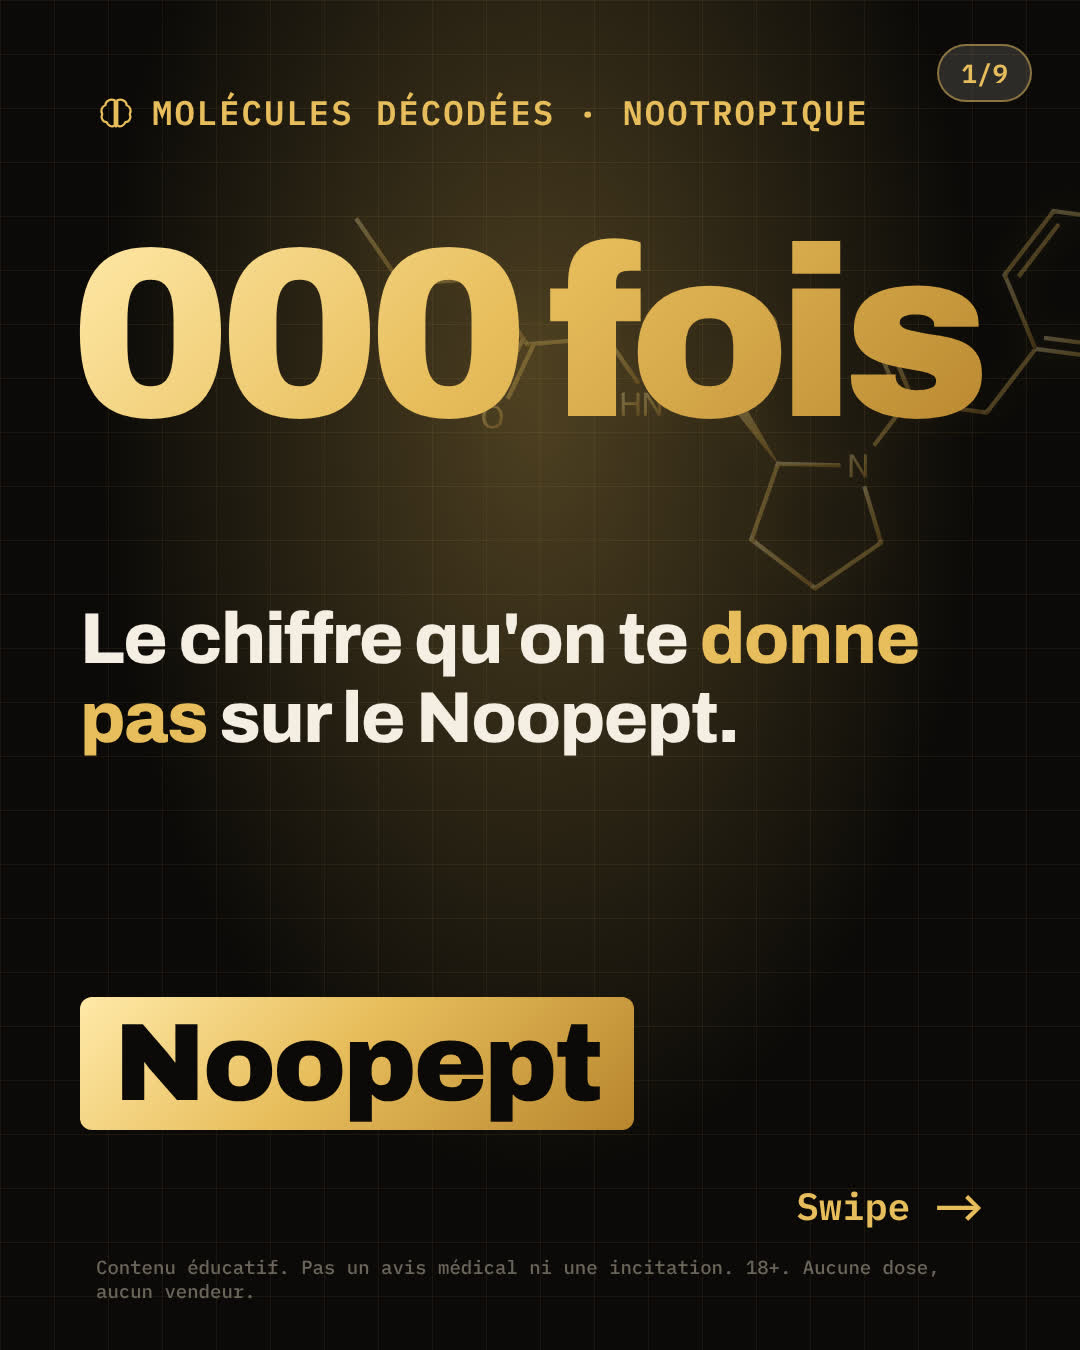 1/9
MOLÉCULES DÉCODÉES · NOOTROPIQUE
000 fois
O
HN
N
Le chiffre qu'on te donne
pas sur le Noopept.
Noopept
Swipe →
Contenu éducatif. Pas un avis médical ni une incitation. 18+. Aucune dose,
aucun vendeur.